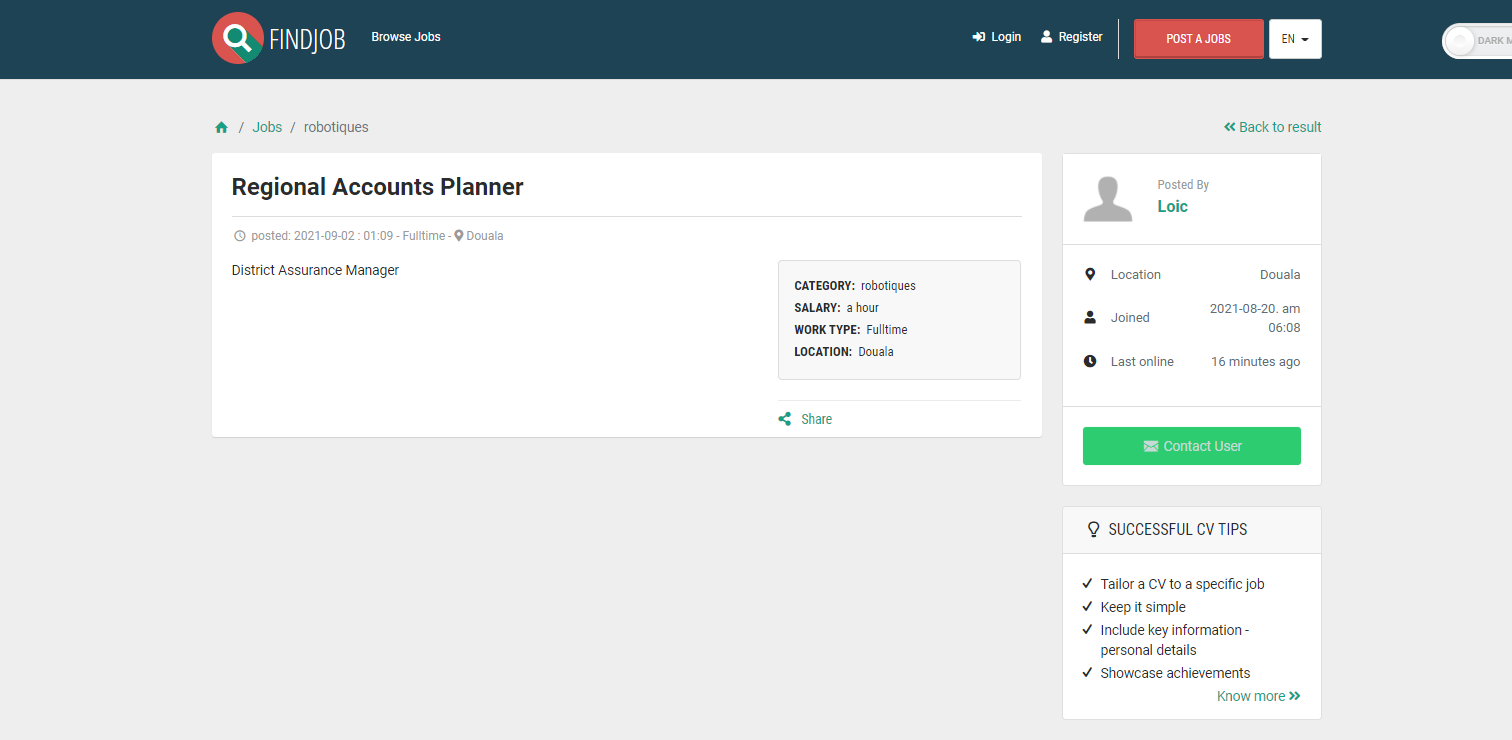 FINDJOB
Browse Jobs
Login
Register
POST A JOBS
EN
DARK M
/ Jobs / robotiques
Back to result
Regional Accounts Planner
posted: 2021-09-02 : 01:09 - Fulltime - Douala
District Assurance Manager
CATEGORY: robotiques
SALARY: a hour
WORK TYPE: Fulltime
LOCATION: Douala
Share
Posted By
Loic
Location Douala
Joined 2021-08-20. am
06:08
Last online 16 minutes ago
Contact User
SUCCESSFUL CV TIPS
Tailor a CV to a specific job
Keep it simple
Include key information -
personal details
Showcase achievements
Know more